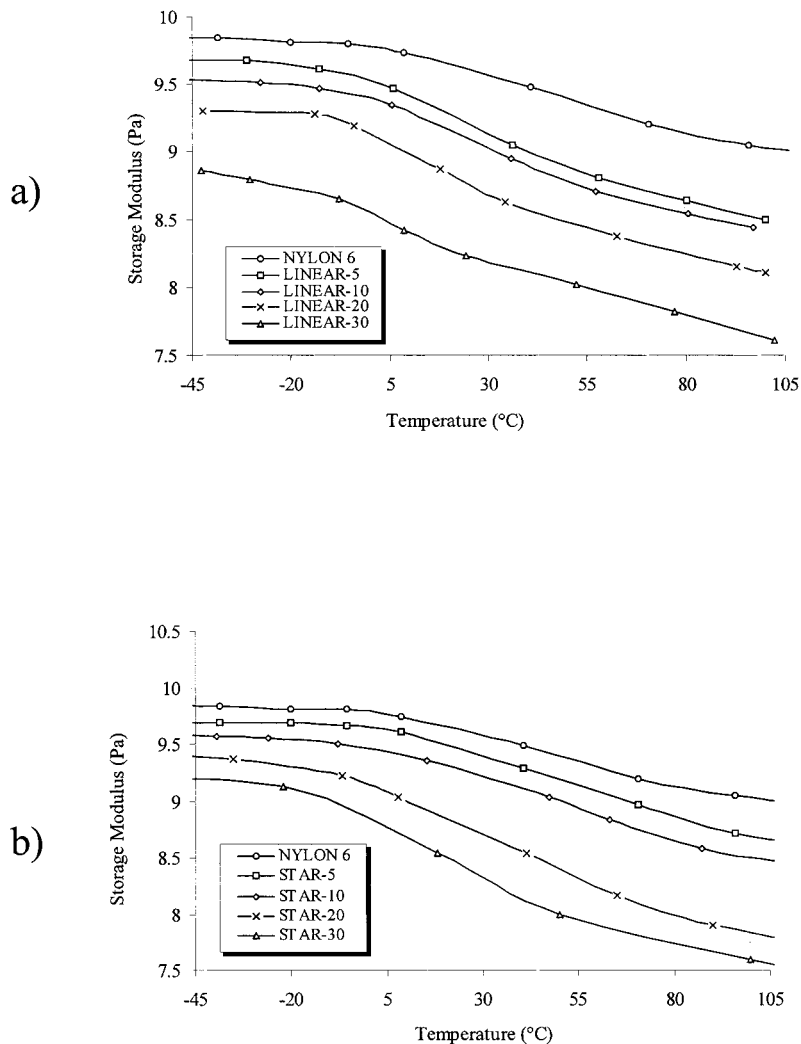 a)
Storage Modulus (Pa)
10
9.5
9
8.5
8
7.5
NYLON 6
LINEAR-5
LINEAR-10
LINEAR-20
LINEAR-30
-45 -20 5 30 55 80 105
Temperature (°C)
b)
Storage Modulus (Pa)
10.5
10
9.5
9
8.5
8
7.5
NYLON 6
STAR-5
STAR-10
STAR-20
STAR-30
-45 -20 5 30 55 80 105
Temperature (°C)